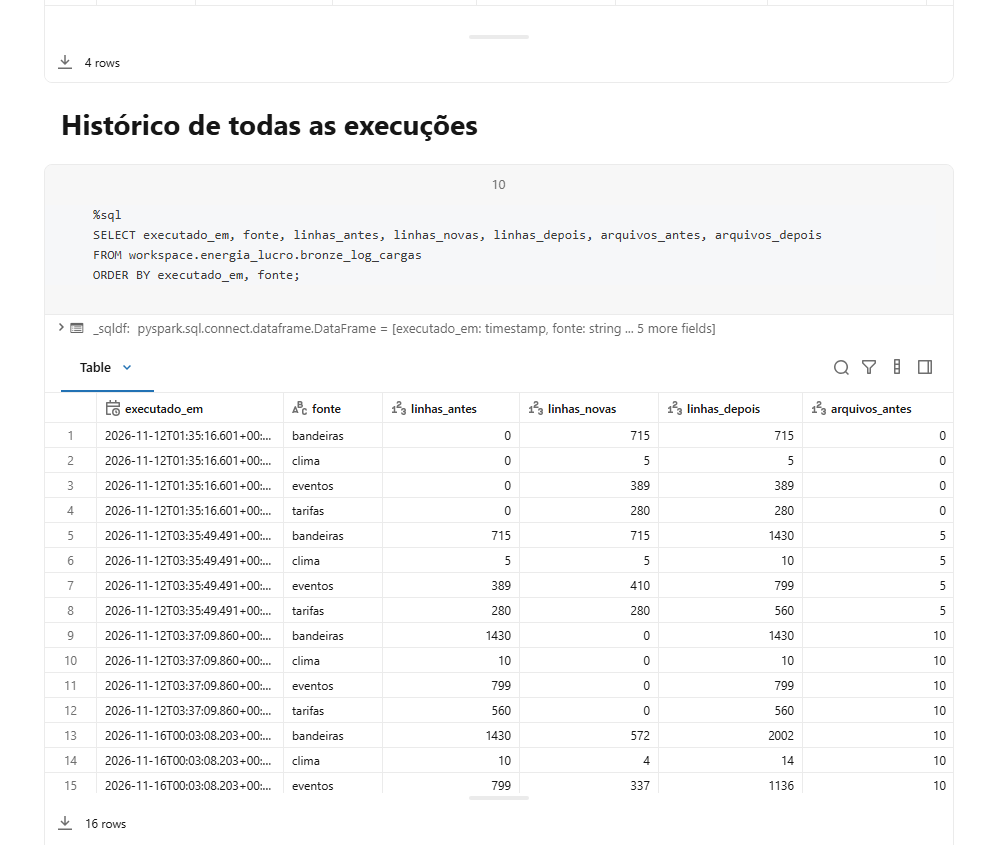 4 rows
Histórico de todas as execuções
10
%sql
SELECT executado_em, fonte, linhas_antes, linhas_novas, linhas_depois, arquivos_antes, arquivos_depois
FROM workspace.energia_lucro.bronze_log_cargas
ORDER BY executado_em, fonte;
_sqldf: pyspark.sql.connect.dataframe.DataFrame = [executado_em: timestamp, fonte: string ... 5 more fields]
Table
executado_em fonte linhas_antes linhas_novas linhas_depois arquivos_antes
1 2026-11-12T01:35:16.601+00:... bandeiras 0 715 715 0
2 2026-11-12T01:35:16.601+00:... clima 0 5 5 0
3 2026-11-12T01:35:16.601+00:... eventos 0 389 389 0
4 2026-11-12T01:35:16.601+00:... tarifas 0 280 280 0
5 2026-11-12T03:35:49.491+00:... bandeiras 715 715 1430 5
6 2026-11-12T03:35:49.491+00:... clima 5 5 10 5
7 2026-11-12T03:35:49.491+00:... eventos 389 410 799 5
8 2026-11-12T03:35:49.491+00:... tarifas 280 280 560 5
9 2026-11-12T03:37:09.860+00:... bandeiras 1430 0 1430 10
10 2026-11-12T03:37:09.860+00:... clima 10 0 10 10
11 2026-11-12T03:37:09.860+00:... eventos 799 0 799 10
12 2026-11-12T03:37:09.860+00:... tarifas 560 0 560 10
13 2026-11-16T00:03:08.203+00:... bandeiras 1430 572 2002 10
14 2026-11-16T00:03:08.203+00:... clima 10 4 14 10
15 2026-11-16T00:03:08.203+00:... eventos 799 337 1136 10
16 rows